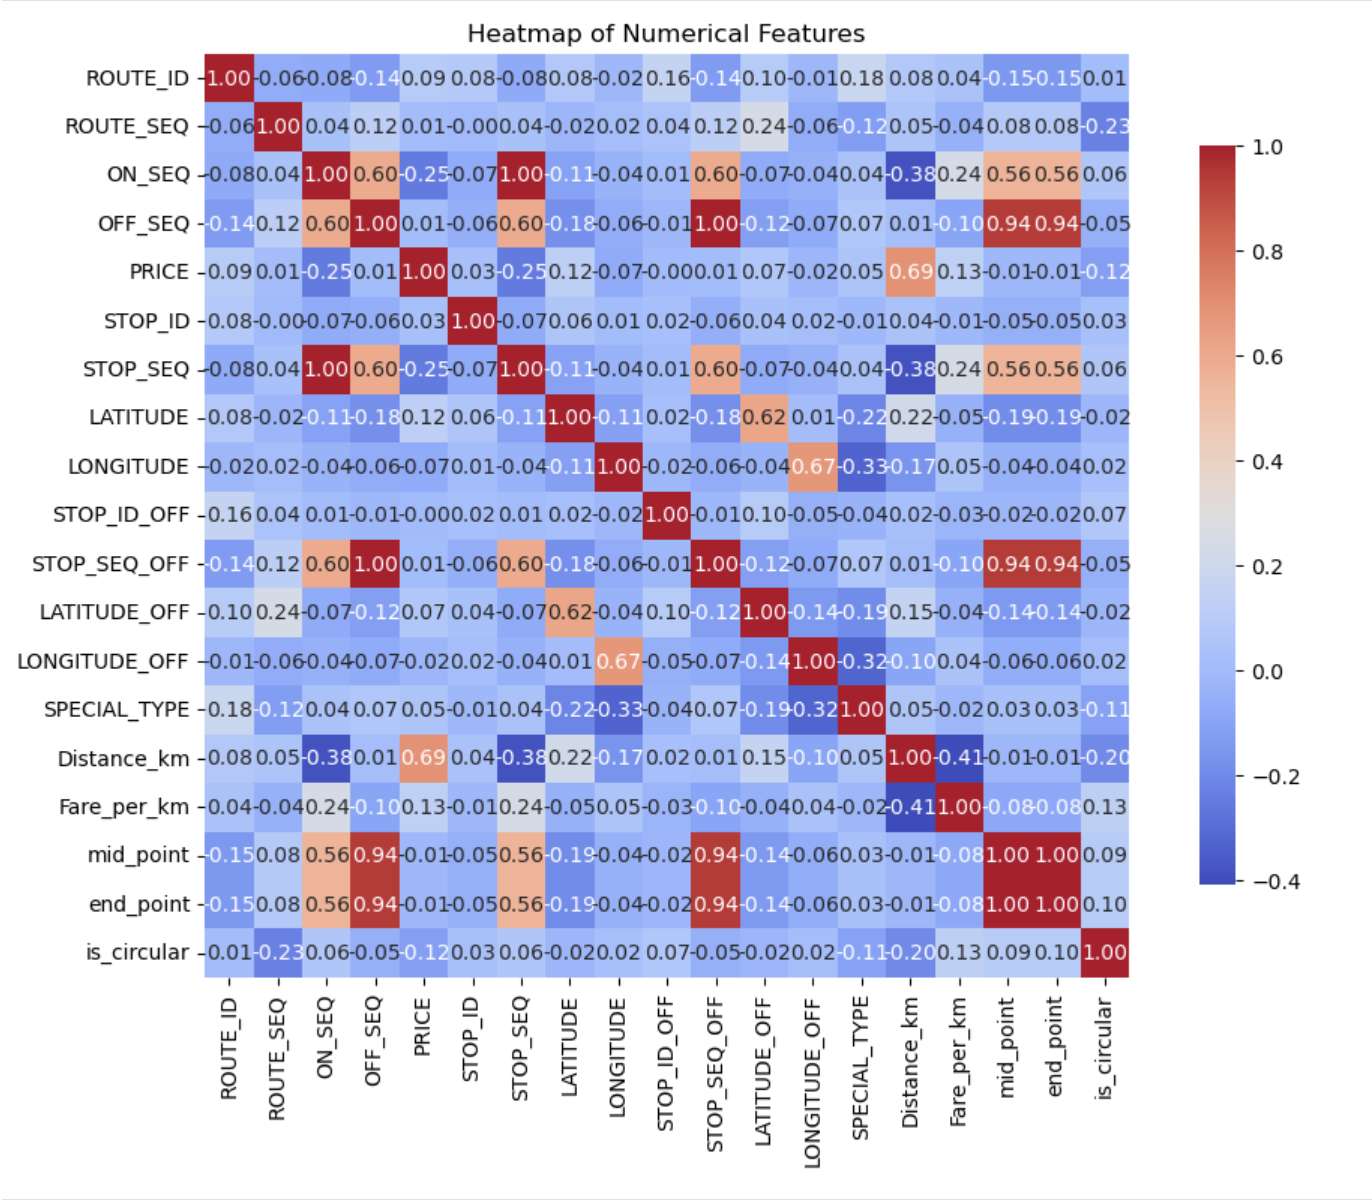 Heatmap of Numerical Features
ROUTE_ID 1.00 -0.06 -0.08 -0.14 0.09 0.08 -0.08 0.08 -0.02 0.16 -0.14 0.10 -0.01 0.18 0.08 0.04 -0.15 -0.15 0.01
ROUTE_SEQ -0.06 1.00 0.04 0.12 0.01 -0.00 0.04 -0.02 0.02 0.04 0.12 0.24 -0.06 -0.12 0.05 -0.04 0.08 0.08 -0.23
ON_SEQ -0.08 0.04 1.00 0.60 -0.25 -0.07 1.00 -0.11 -0.04 0.01 0.60 -0.07 -0.04 0.04 -0.38 0.24 0.56 0.56 0.06
OFF_SEQ -0.14 0.12 0.60 1.00 0.01 -0.06 0.60 -0.18 -0.06 -0.01 1.00 -0.12 -0.07 0.07 0.01 -0.10 0.94 0.94 -0.05
PRICE 0.09 0.01 -0.25 0.01 1.00 0.03 -0.25 0.12 -0.07 -0.00 0.01 0.07 -0.02 0.05 0.69 0.13 -0.01 -0.01 -0.12
STOP_ID 0.08 -0.00 -0.07 -0.06 0.03 1.00 -0.07 0.06 0.01 0.02 -0.06 0.04 0.02 -0.01 0.04 -0.01 -0.05 -0.05 0.03
STOP_SEQ -0.08 0.04 1.00 0.60 -0.25 -0.07 1.00 -0.11 -0.04 0.01 0.60 -0.07 -0.04 0.04 -0.38 0.24 0.56 0.56 0.06
LATITUDE 0.08 -0.02 -0.11 -0.18 0.12 0.06 -0.11 1.00 -0.11 0.02 -0.18 0.62 0.01 -0.22 0.22 -0.05 -0.19 -0.19 -0.02
LONGITUDE -0.02 0.02 -0.04 -0.06 -0.07 0.01 -0.04 -0.11 1.00 -0.02 -0.06 -0.04 0.67 -0.33 -0.17 0.05 -0.04 -0.04 0.02
STOP_ID_OFF 0.16 0.04 0.01 -0.01 -0.00 0.02 0.01 0.02 -0.02 1.00 -0.01 0.10 -0.05 -0.04 0.02 -0.03 -0.02 -0.02 0.07
STOP_SEQ_OFF -0.14 0.12 0.60 1.00 0.01 -0.06 0.60 -0.18 -0.06 -0.01 1.00 -0.12 -0.07 0.07 0.01 -0.10 0.94 0.94 -0.05
LATITUDE_OFF 0.10 0.24 -0.07 -0.12 0.07 0.04 -0.07 0.62 -0.04 0.10 -0.12 1.00 -0.14 -0.19 0.15 -0.04 -0.14 -0.14 -0.02
LONGITUDE_OFF -0.01 -0.06 -0.04 -0.07 -0.02 0.02 -0.04 0.01 0.67 -0.05 -0.07 -0.14 1.00 -0.32 -0.10 0.04 -0.06 -0.06 0.02
SPECIAL_TYPE 0.18 -0.12 0.04 0.07 0.05 -0.01 0.04 -0.22 -0.33 -0.04 0.07 -0.19 -0.32 1.00 0.05 -0.02 0.03 0.03 -0.11
Distance_km 0.08 0.05 -0.38 0.01 0.69 0.04 -0.38 0.22 -0.17 0.02 0.01 0.15 -0.10 0.05 1.00 -0.41 -0.01 -0.01 -0.20
Fare_per_km 0.04 -0.04 0.24 -0.10 0.13 -0.01 0.24 -0.05 0.05 -0.03 -0.10 -0.04 0.04 -0.02 -0.41 1.00 -0.08 -0.08 0.13
mid_point -0.15 0.08 0.56 0.94 -0.01 -0.05 0.56 -0.19 -0.04 -0.02 0.94 -0.14 -0.06 0.03 -0.01 -0.08 1.00 1.00 0.09
end_point -0.15 0.08 0.56 0.94 -0.01 -0.05 0.56 -0.19 -0.04 -0.02 0.94 -0.14 -0.06 0.03 -0.01 -0.08 1.00 1.00 0.10
is_circular 0.01 -0.23 0.06 -0.05 -0.12 0.03 0.06 -0.02 0.02 0.07 -0.05 -0.02 0.02 -0.11 -0.20 0.13 0.09 0.10 1.00
ROUTE_ID
ROUTE_SEQ
ON_SEQ
OFF_SEQ
PRICE
STOP_ID
STOP_SEQ
LATITUDE
LONGITUDE
STOP_ID_OFF
STOP_SEQ_OFF
LATITUDE_OFF
LONGITUDE_OFF
SPECIAL_TYPE
Distance_km
Fare_per_km
mid_point
end_point
is_circular
1.0
0.8
0.6
0.4
0.2
0.0
−0.2
−0.4